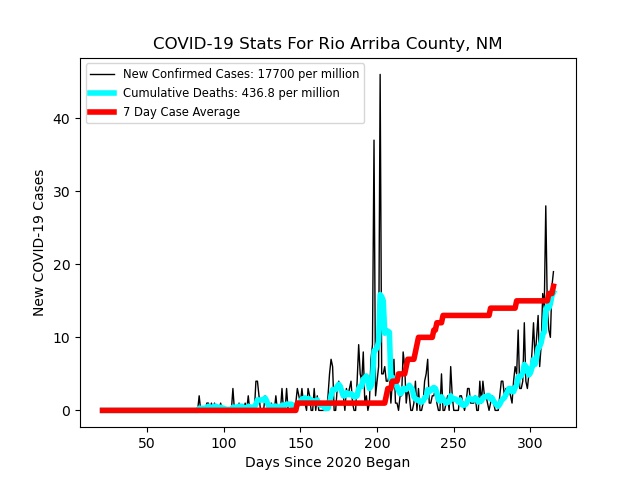 COVID-19 Stats For Rio Arriba County, NM
New Confirmed Cases: 17700 per million
Cumulative Deaths: 436.8 per million
7 Day Case Average
New COVID-19 Cases
40
30
20
10
0
50 100 150 200 250 300
Days Since 2020 Began